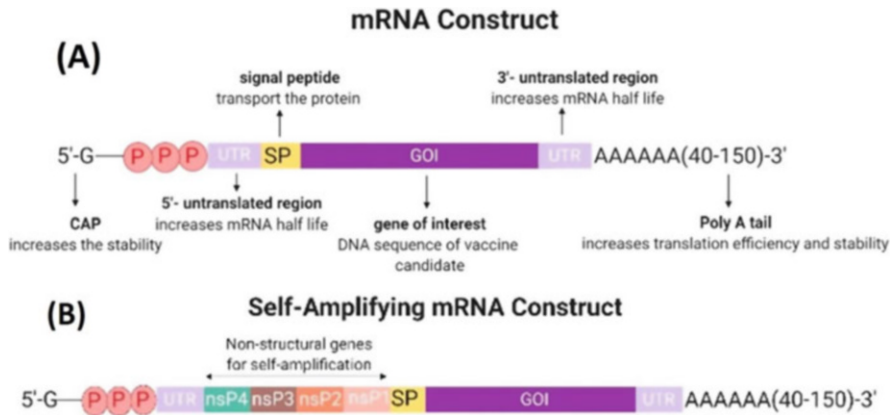 mRNA Construct
(A)
signal peptide
transport the protein
3'- untranslated region
increases mRNA half life
5'-G P P P UTR SP GOI UTR AAAAAA(40-150)-3'
CAP
increases the stability
5'- untranslated region
increases mRNA half life
gene of interest
DNA sequence of vaccine
candidate
Poly A tail
increases translation efficiency and stability
(B)
Self-Amplifying mRNA Construct
Non-structural genes
for self-amplification
5'-G P P P UTR nsP4 nsP3 nsP2 nsP1 SP GOI UTR AAAAAA(40-150)-3'